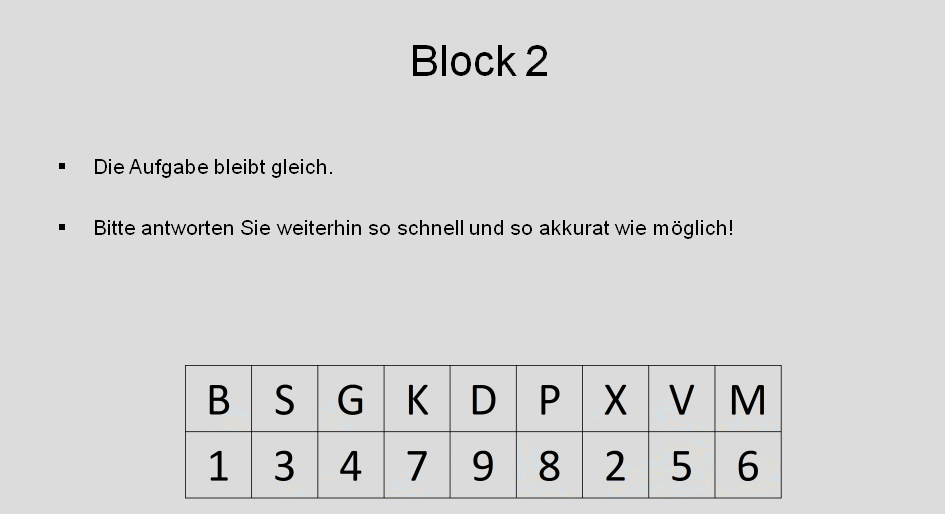 Block 2
▪ Die Aufgabe bleibt gleich.
▪ Bitte antworten Sie weiterhin so schnell und so akkurat wie möglich!
B S G K D P X V M
1 3 4 7 9 8 2 5 6